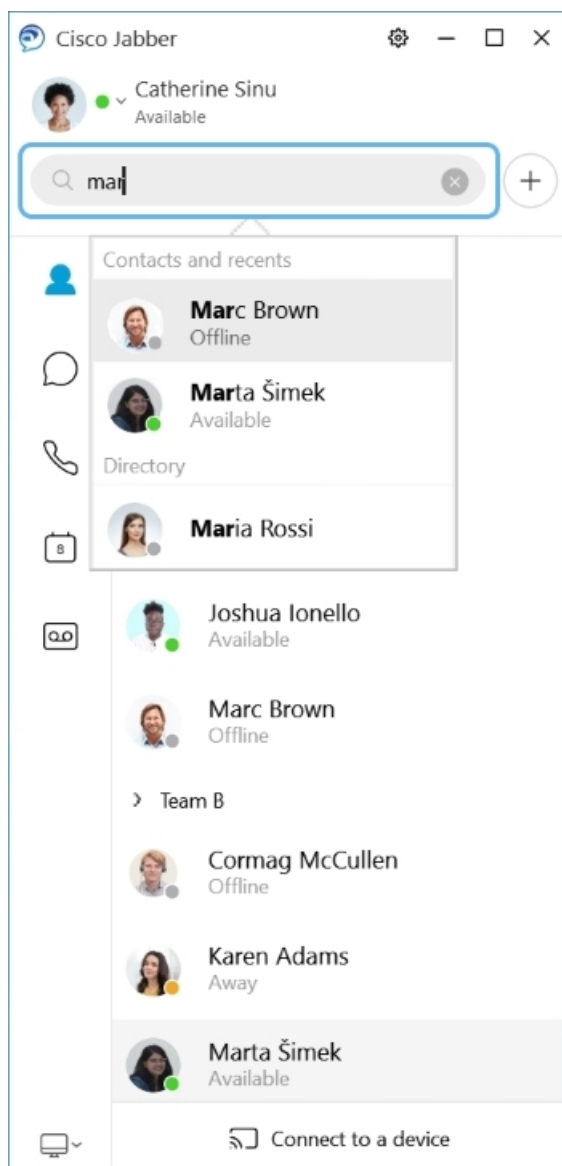 Cisco Jabber
Catherine Sinu
Available
mar
Contacts and recents
Marc Brown
Offline
Marta Šimek
Available
Directory
Maria Rossi
8
Joshua Ionello
Available
Marc Brown
Offline
Team B
Cormag McCullen
Offline
Karen Adams
Away
Marta Šimek
Available
Connect to a device